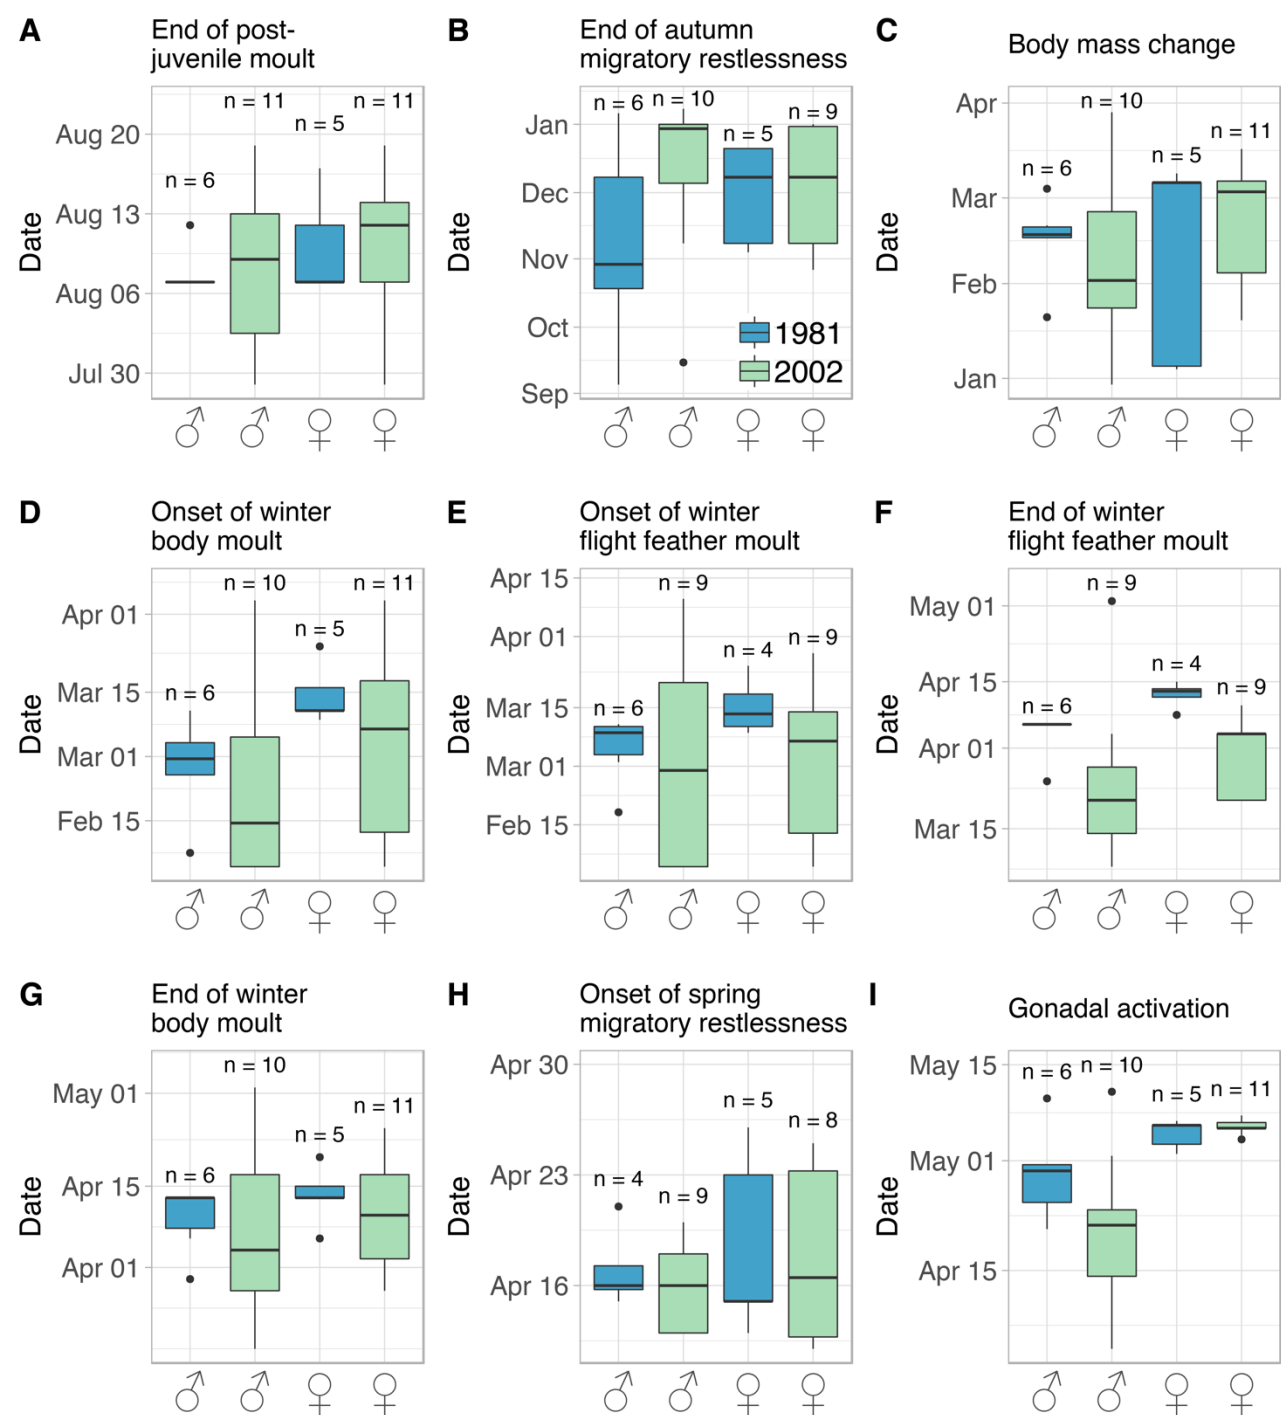 A
End of post-
juvenile moult
Date
Aug 20
Aug 13
Aug 06
Jul 30
n = 6
n = 11
n = 5
n = 11
♂ ♂ ♀ ♀
B
End of autumn
migratory restlessness
Date
Jan
Dec
Nov
Oct
Sep
n = 6
n = 10
n = 5
n = 9
1981
2002
♂ ♂ ♀ ♀
C
Body mass change
Date
Apr
Mar
Feb
Jan
n = 6
n = 10
n = 5
n = 11
♂ ♂ ♀ ♀
D
Onset of winter
body moult
Date
Apr 01
Mar 15
Mar 01
Feb 15
n = 6
n = 10
n = 5
n = 11
♂ ♂ ♀ ♀
E
Onset of winter
flight feather moult
Date
Apr 15
Apr 01
Mar 15
Mar 01
Feb 15
n = 6
n = 9
n = 4
n = 9
♂ ♂ ♀ ♀
F
End of winter
flight feather moult
Date
May 01
Apr 15
Apr 01
Mar 15
n = 6
n = 9
n = 4
n = 9
♂ ♂ ♀ ♀
G
End of winter
body moult
Date
May 01
Apr 15
Apr 01
n = 6
n = 10
n = 5
n = 11
♂ ♂ ♀ ♀
H
Onset of spring
migratory restlessness
Date
Apr 30
Apr 23
Apr 16
n = 4
n = 9
n = 5
n = 8
♂ ♂ ♀ ♀
I
Gonadal activation
Date
May 15
May 01
Apr 15
n = 6
n = 10
n = 5
n = 11
♂ ♂ ♀ ♀